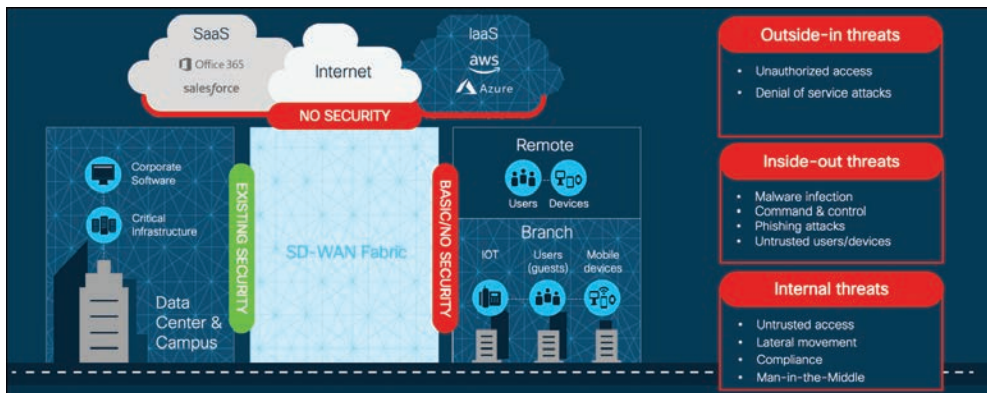 SaaS
Office 365
salesforce
Internet
IaaS
aws
Azure
NO SECURITY
Corporate
Software
Critical
Infrastructure
Data
Center &
Campus
EXISTING SECURITY
SD-WAN Fabric
BASIC/NO SECURITY
Remote
Users
Devices
Branch
IOT
Users
(guests)
Mobile
devices
Outside-in threats
• Unauthorized access
• Denial of service attacks
Inside-out threats
• Malware infection
• Command & control
• Phishing attacks
• Untrusted users/devices
Internal threats
• Untrusted access
• Lateral movement
• Compliance
• Man-in-the-Middle